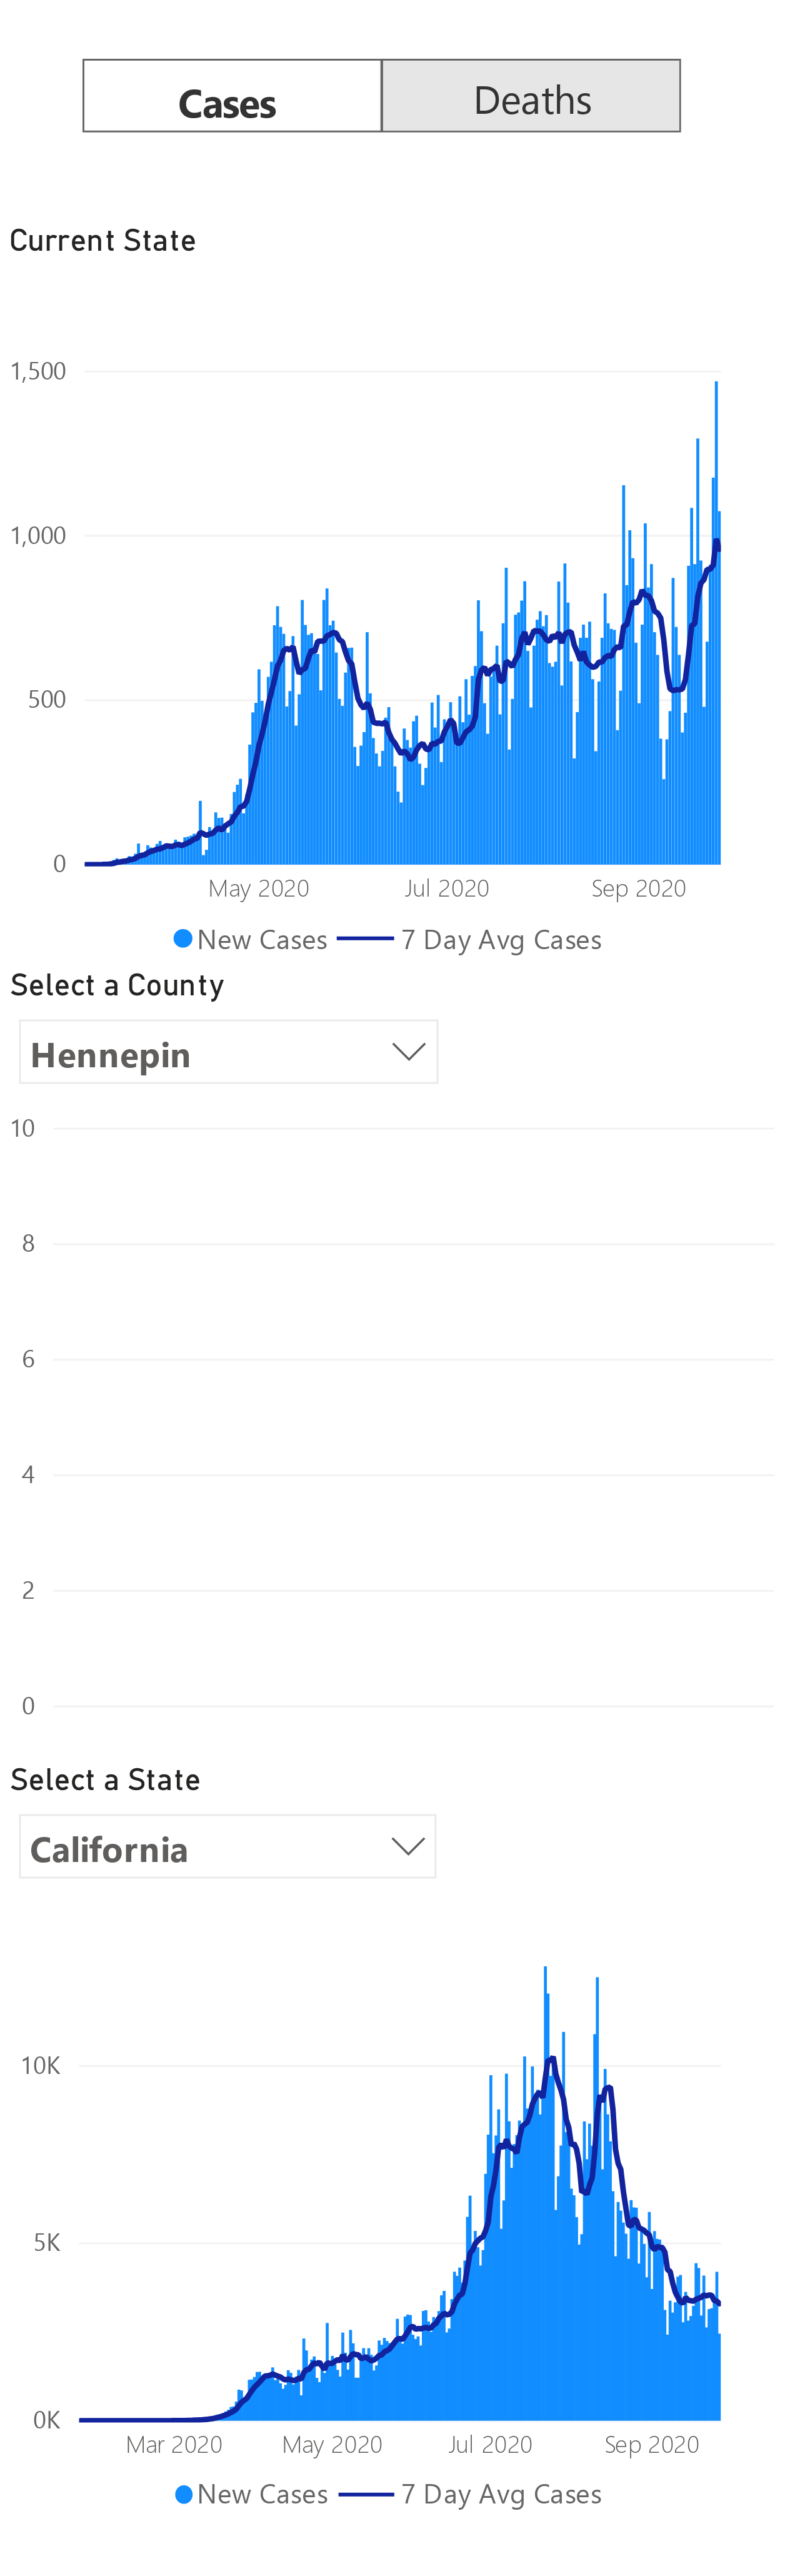 Cases Deaths
Current State
1,500
1,000
500
0
May 2020 Jul 2020 Sep 2020
New Cases 7 Day Avg Cases
Select a County
Hennepin
10
8
6
4
2
0
Select a State
California
10K
5K
0K
Mar 2020 May 2020 Jul 2020 Sep 2020
New Cases 7 Day Avg Cases